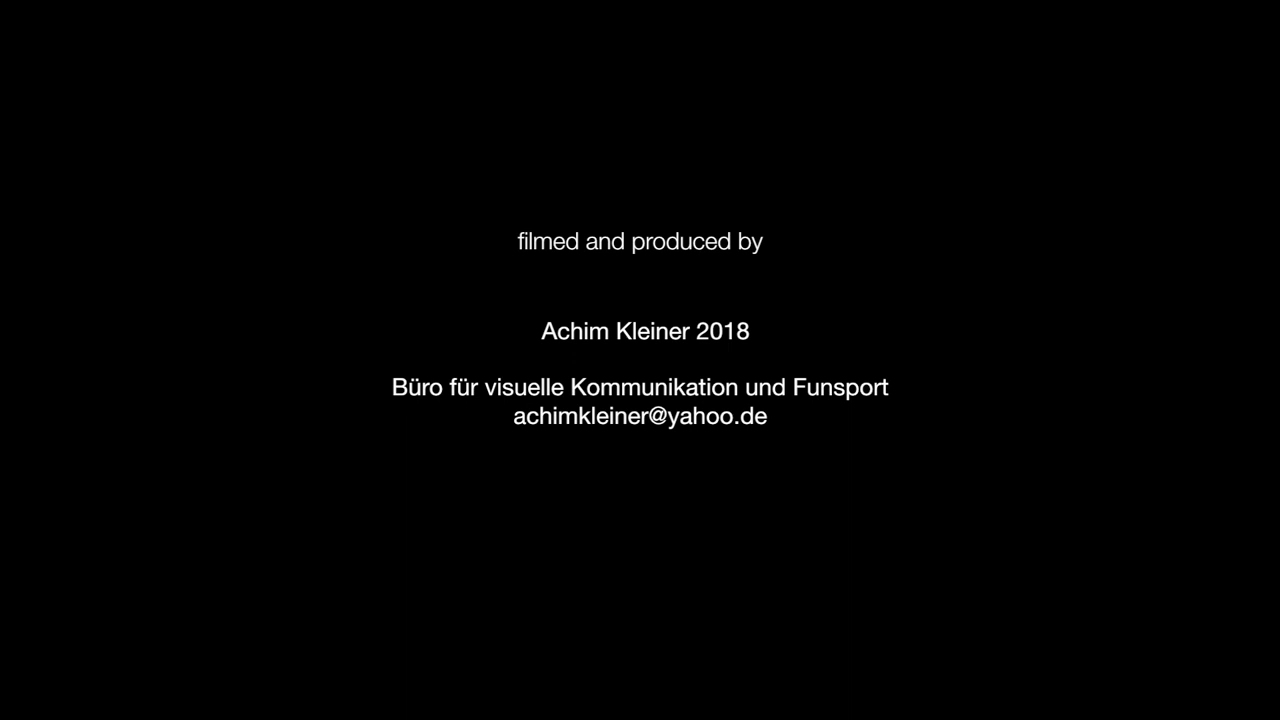 filmed and produced by
Achim Kleiner 2018
Büro für visuelle Kommunikation und Funsport
achimkleiner@yahoo.de